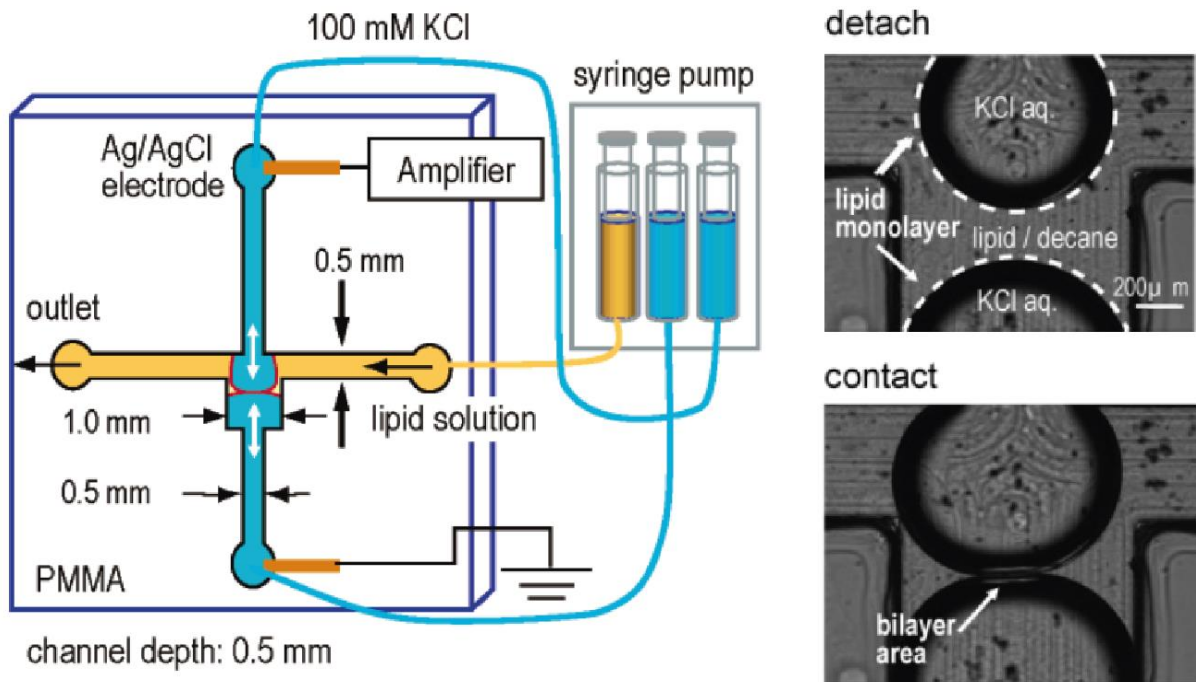 100 mM KCl
syringe pump
Ag/AgCl
electrode
Amplifier
0.5 mm
outlet
1.0 mm
lipid solution
0.5 mm
PMMA
channel depth: 0.5 mm
detach
KCl aq.
lipid
monolayer
lipid / decane
KCl aq.
200μ m
contact
bilayer
area